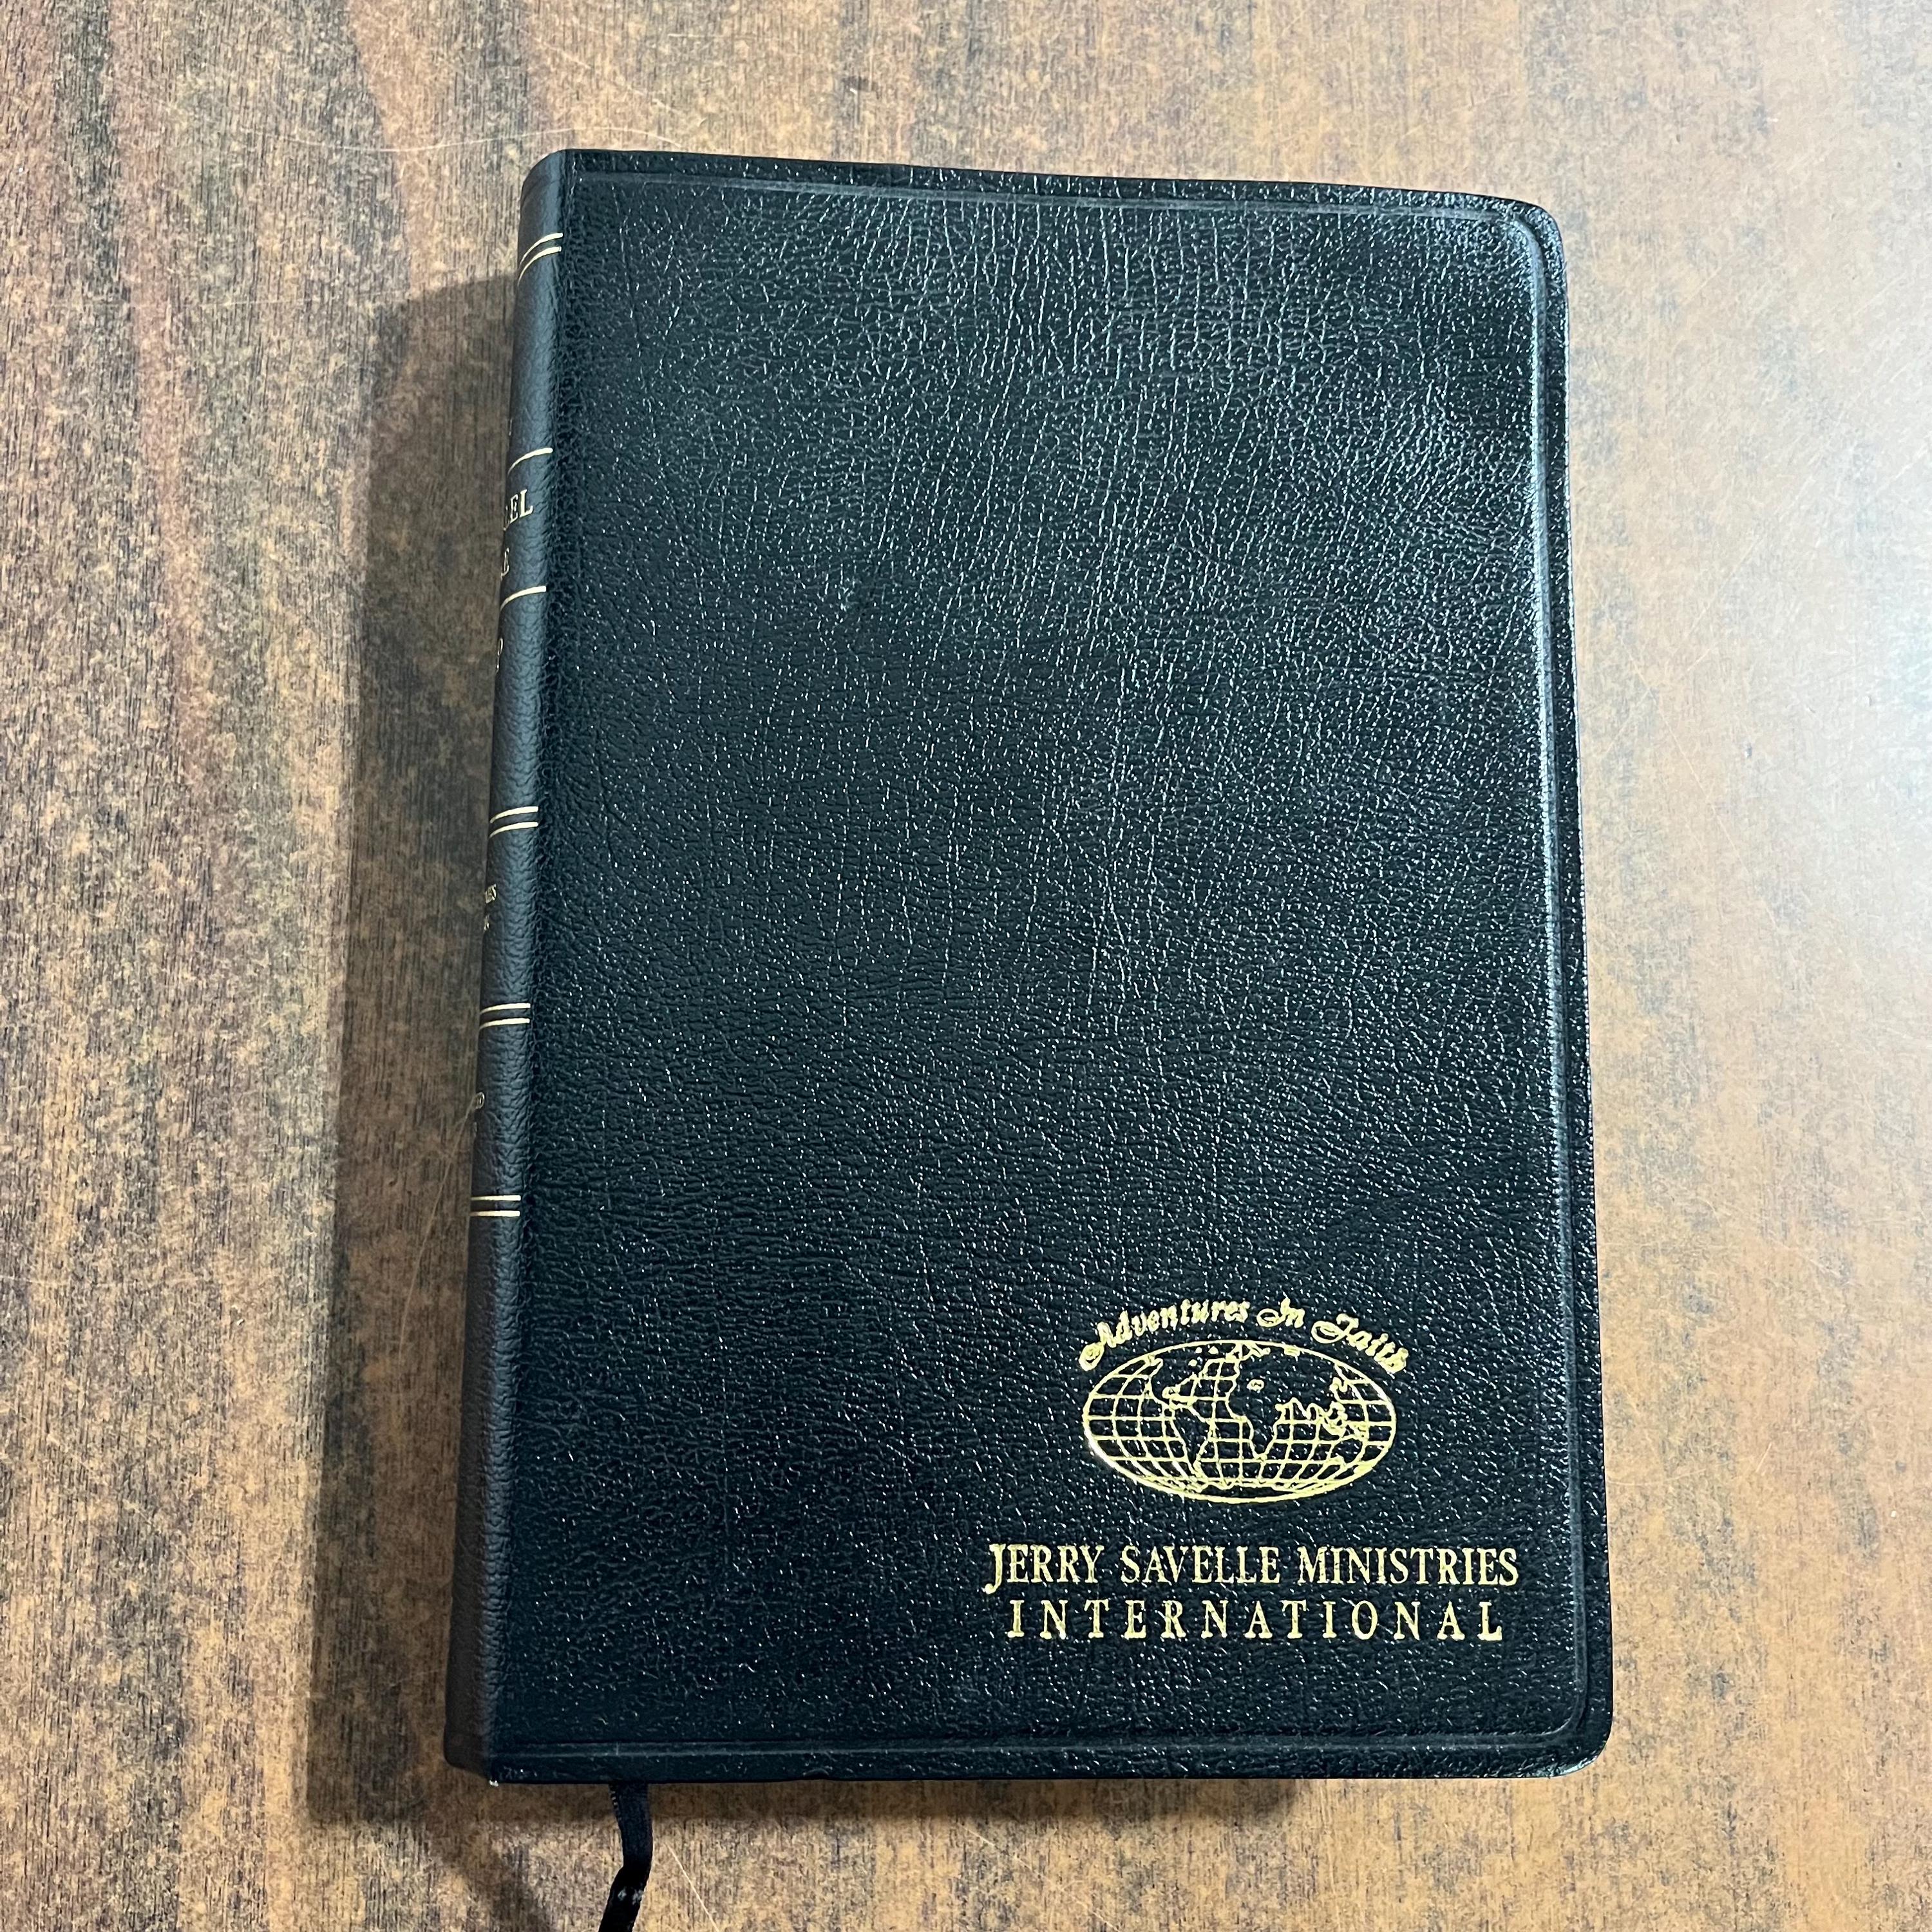 Adventures In Faith
JERRY SAVELLE MINISTRIES
INTERNATIONAL